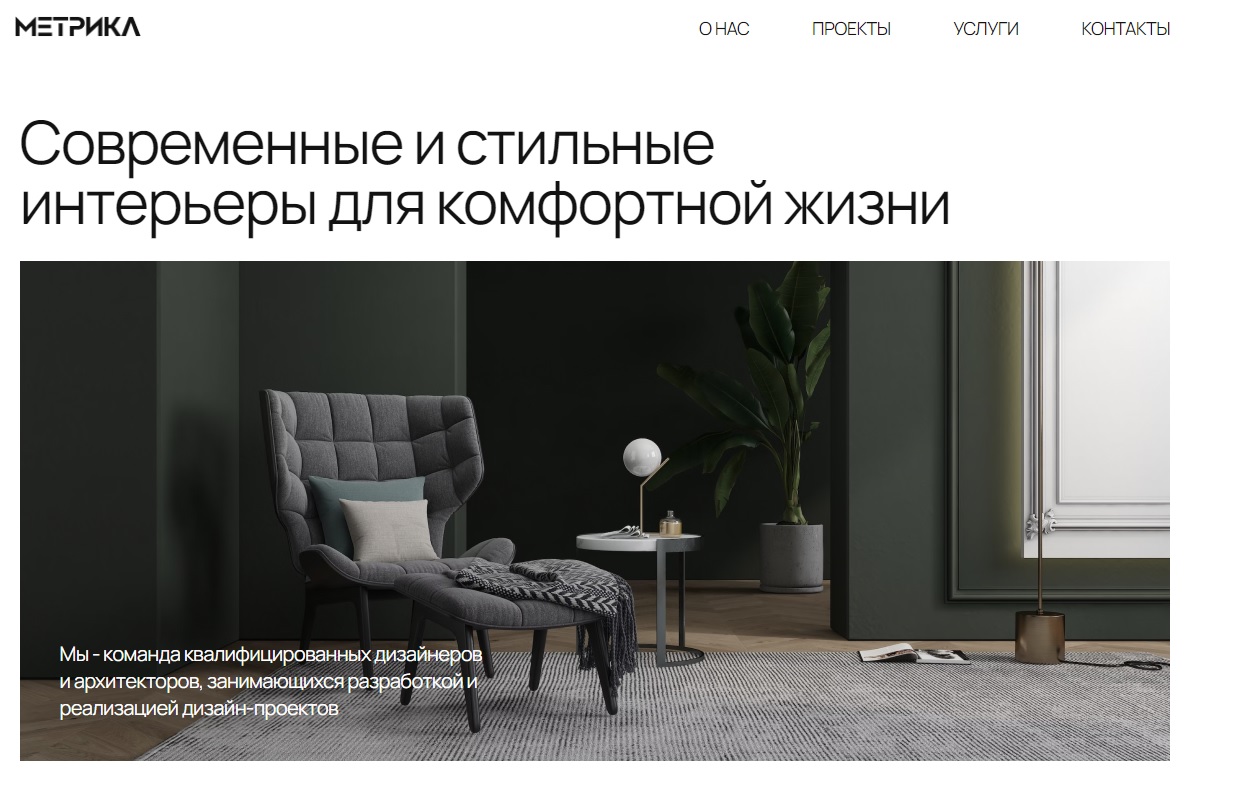 МЕТРИКА
О НАС ПРОЕКТЫ УСЛУГИ КОНТАКТЫ
Современные и стильные
интерьеры для комфортной жизни
Мы - команда квалифицированных дизайнеров
и архитекторов, занимающихся разработкой и
реализацией дизайн-проектов